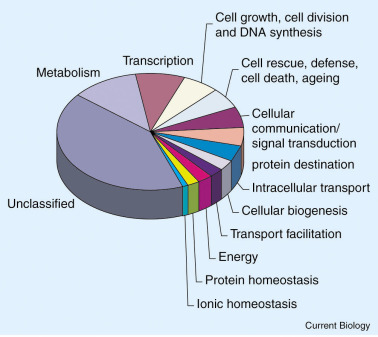 Cell growth, cell division
and DNA synthesis
Transcription
Metabolism
Cell rescue, defense,
cell death, ageing
Cellular
communication/
signal transduction
protein destination
Intracellular transport
Unclassified
Cellular biogenesis
Transport facilitation
Energy
Protein homeostasis
Ionic homeostasis
Current Biology